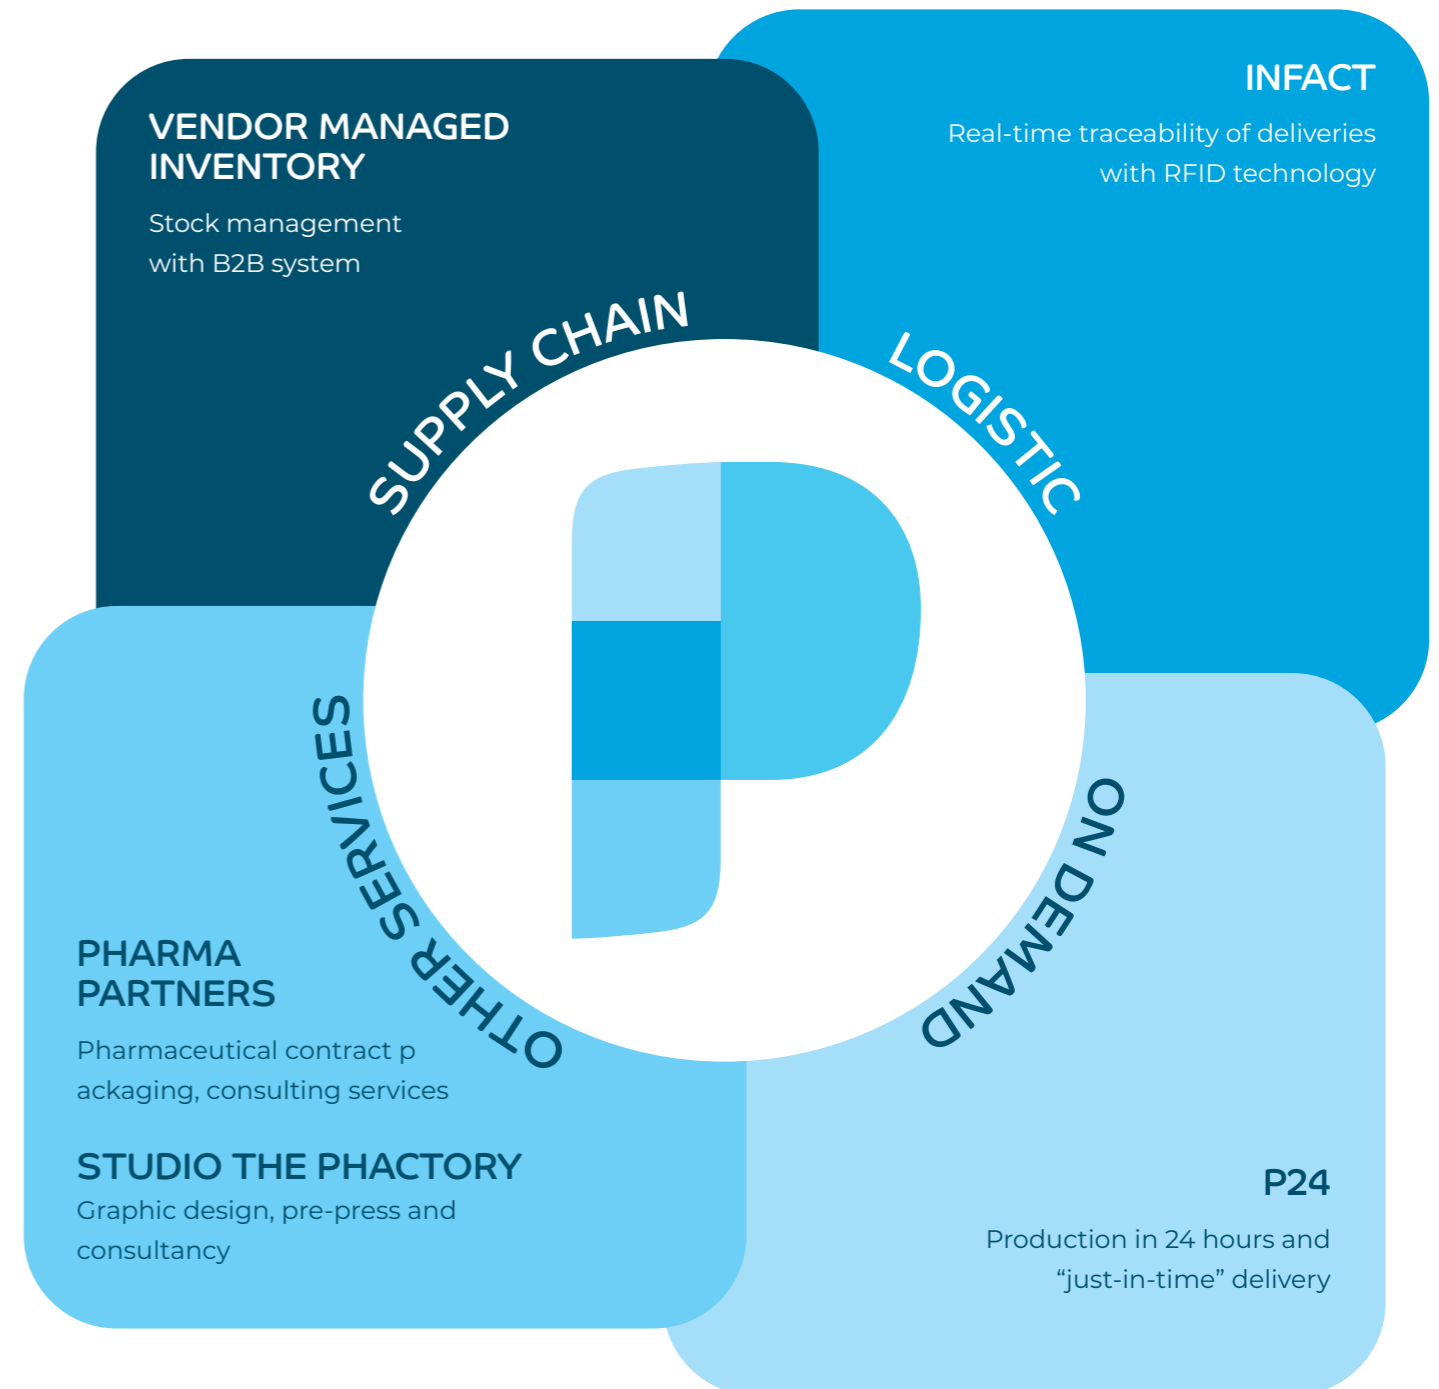 VENDOR MANAGED
INVENTORY
Stock management
with B2B system
SUPPLY CHAIN
INFACT
Real-time traceability of deliveries
with RFID technology
LOGISTIC
OTHER SERVICES
PHARMA
PARTNERS
Pharmaceutical contract p
ackaging, consulting services
STUDIO THE PHACTORY
Graphic design, pre-press and
consultancy
ON DEMAND
P24
Production in 24 hours and
“just-in-time” delivery
P